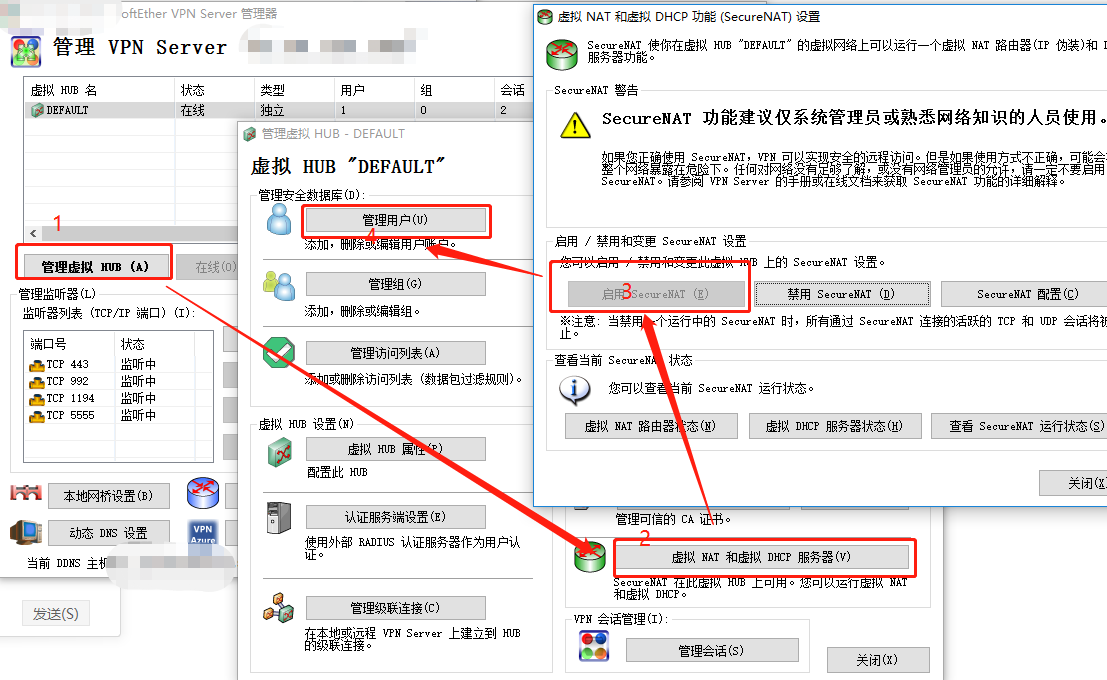 oftEther VPN Server 管理器
管理 VPN Server
虚拟 HUB 名 状态 类型 用户 组 会话
DEFAULT 在线 独立 1 0 2
1
管理虚拟 HUB (A)
在线(O)
管理监听器(L)
监听器列表 (TCP/IP 端口) (I):
端口号 状态
TCP 443 监听中
TCP 992 监听中
TCP 1194 监听中
TCP 5555 监听中
本地网桥设置(B)
动态 DNS 设置
VPN
Azure
当前 DDNS 主机
发送(S)
管理虚拟 HUB - DEFAULT
虚拟 HUB "DEFAULT"
管理安全数据库(D):
管理用户(U)
4
添加，删除或编辑用户账户。
管理组(G)
添加，删除或编辑组。
管理访问列表(A)
添加或删除访问列表 (数据包过滤规则)。
虚拟 HUB 设置(N)
虚拟 HUB 属性(P)
配置此 HUB
认证服务端设置(E)
使用外部 RADIUS 认证服务器作为用户认
证。
管理级联连接(C)
在本地或远程 VPN Server 上建立到 HUB
的级联连接。
管理可信的 CA 证书。
2
虚拟 NAT 和虚拟 DHCP 服务器(V)
SecureNAT 在此虚拟 HUB 上可用。您可以运行虚拟 NAT
和虚拟 DHCP。
VPN 会话管理(I):
管理会话(S)
关闭(X)
虚拟 NAT 和虚拟 DHCP 功能 (SecureNAT) 设置
SecureNAT 使你在虚拟 HUB "DEFAULT" 的虚拟网络上可以运行一个虚拟 NAT 路由器(IP 伪装)和
服务器功能。
SecureNAT 警告
SecureNAT 功能建议仅系统管理员或熟悉网络知识的人员使用。
如果您正确使用 SecureNAT，VPN 可以实现安全的远程访问。但是如果使用方式不正确，可能会
整个网络暴露在危险下。任何对网络没有足够了解，或没有网络管理员的允许，请一定不要启用
SecureNAT。请参阅 VPN Server 的手册或在线文档来获取 SecureNAT 功能的详细解释。
启用 / 禁用和变更 SecureNAT 设置
您可以启用 / 禁用和变更此虚拟 HUB 上的 SecureNAT 设置。
启用 SecureNAT (E)
3
禁用 SecureNAT (D)
SecureNAT 配置(C)
※注意: 当禁用一个运行中的 SecureNAT 时，所有通过 SecureNAT 连接的活跃的 TCP 和 UDP 会话将被
止。
查看当前 SecureNAT 状态
您可以查看当前 SecureNAT 运行状态。
虚拟 NAT 路由器状态(N)
虚拟 DHCP 服务器状态(H)
查看 SecureNAT 运行状态(S)
关闭(X